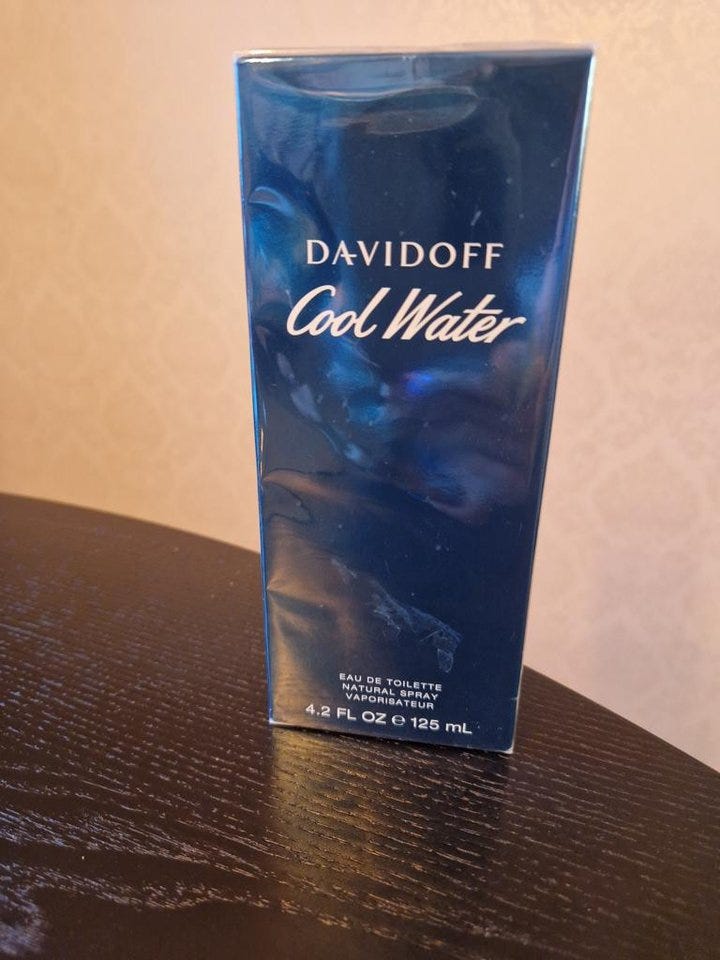 DAVIDOFF
Cool Water
EAU DE TOILETTE
NATURAL SPRAY
VAPORISATEUR
4.2 FL OZ ℮ 125 mL